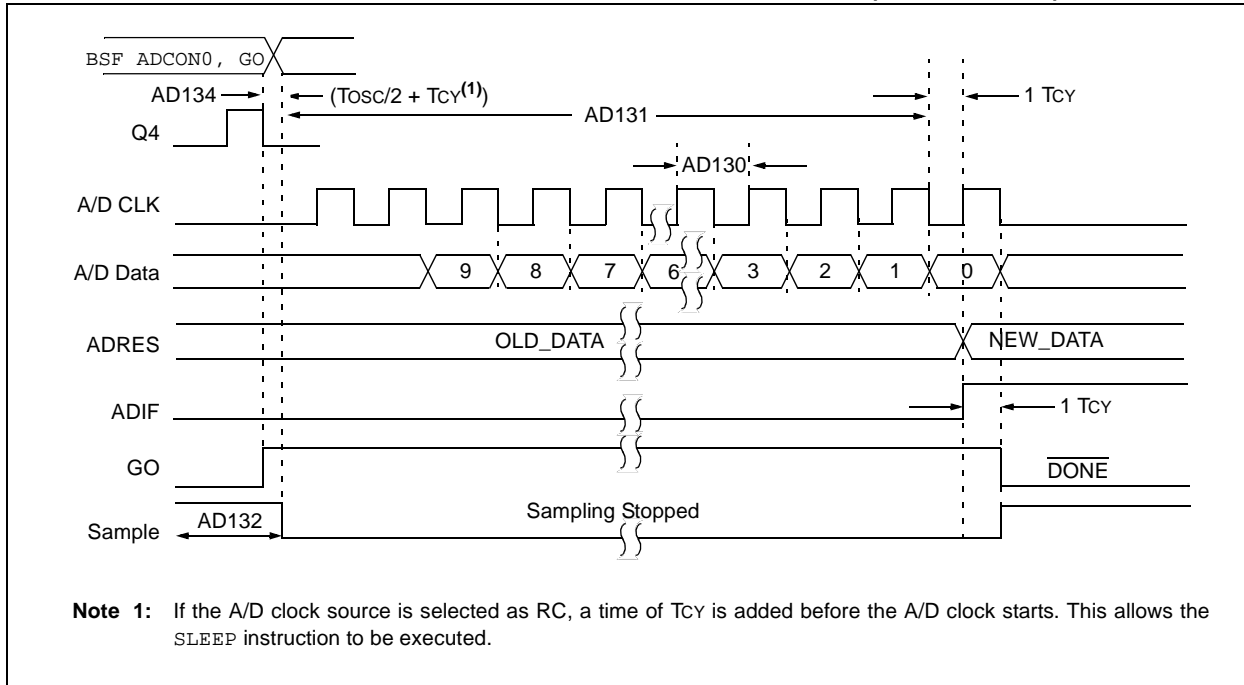 BSF ADCON0, GO
AD134
(TOSC/2 + TCY(1))
1 TCY
AD131
Q4
AD130
A/D CLK
A/D Data
9 8 7 6 3 2 1 0
ADRES
OLD_DATA
NEW_DATA
ADIF
1 TCY
GO
DONE
Sample
AD132
Sampling Stopped
Note 1: If the A/D clock source is selected as RC, a time of TCY is added before the A/D clock starts. This allows the
SLEEP instruction to be executed.